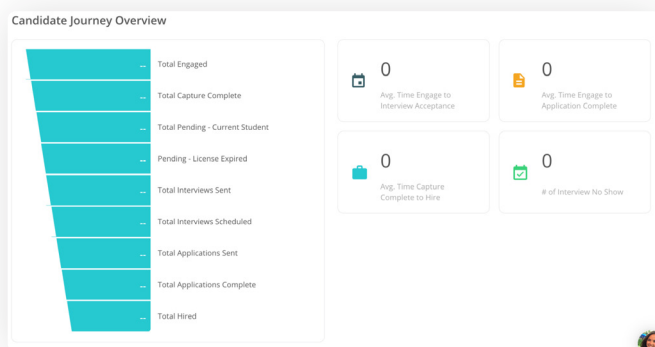 Candidate Journey Overview
-- Total Engaged
-- Total Capture Complete
-- Total Pending - Current Student
-- Pending - License Expired
-- Total Interviews Sent
-- Total Interviews Scheduled
-- Total Applications Sent
-- Total Applications Complete
-- Total Hired
0
Avg. Time Engage to
Interview Acceptance
0
Avg. Time Engage to
Application Complete
0
Avg. Time Capture
Complete to Hire
0
# of Interview No Show